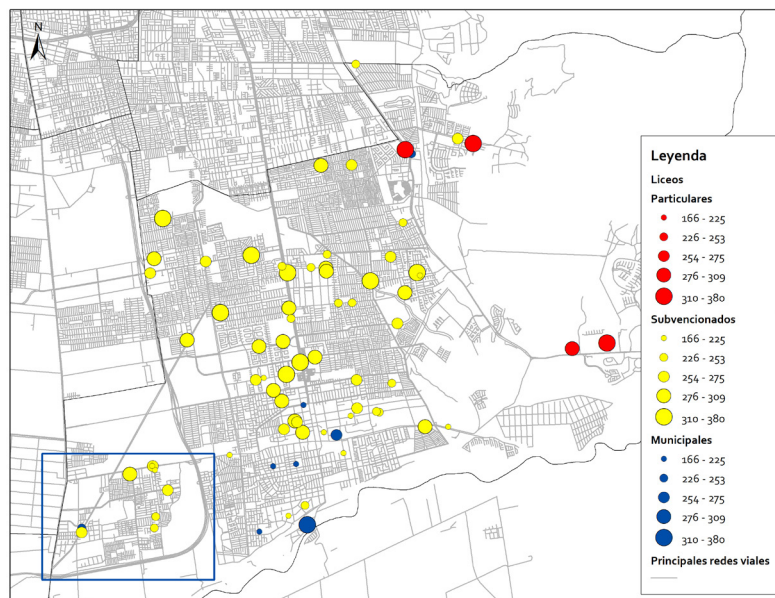 N
Leyenda
Liceos
Particulares
166 - 225
226 - 253
254 - 275
276 - 309
310 - 380
Subvencionados
166 - 225
226 - 253
254 - 275
276 - 309
310 - 380
Municipales
166 - 225
226 - 253
254 - 275
276 - 309
310 - 380
Principales redes viales